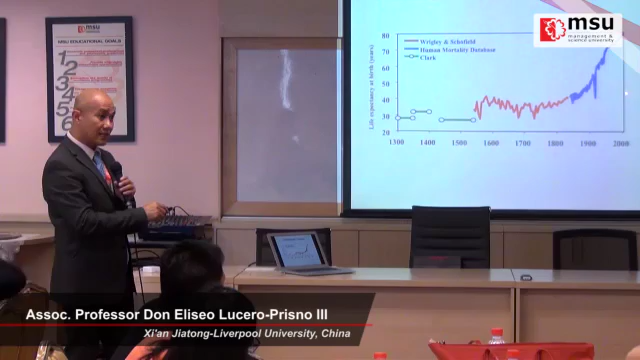 msu
MSU EDUCATIONAL GOALS
1
2
3
4
5
6
80
70
60
50
40
30
20
Life expectancy at birth (years)
Wrigley & Schofield
Human Mortality Database
Clark
1300
1400
1500
1600
1700
1800
1900
2000
msu
management &
science university
Assoc. Professor Don Eliseo Lucero-Prisno III
Xi'an Jiatong-Liverpool University, China